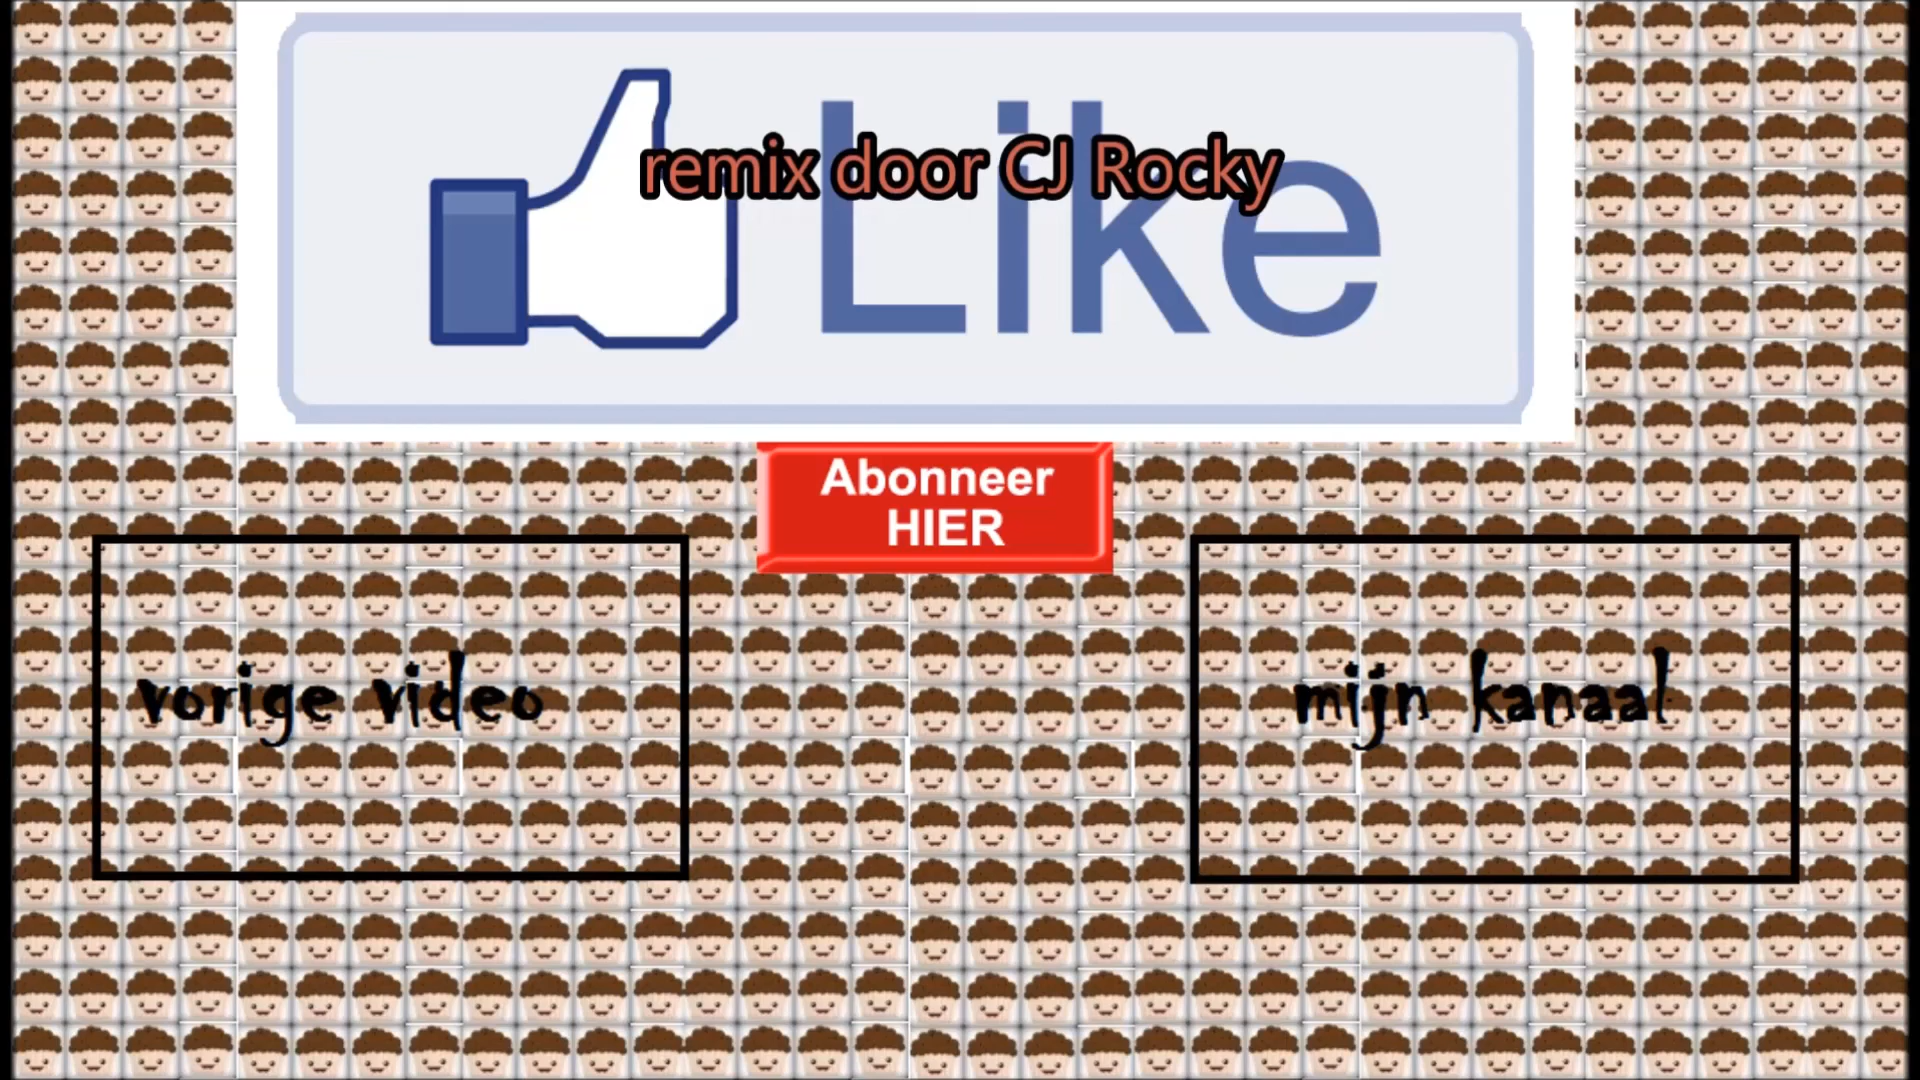 Like
remix door CJ Rocky
Abonneer
HIER
vorige video
mijn kanaal